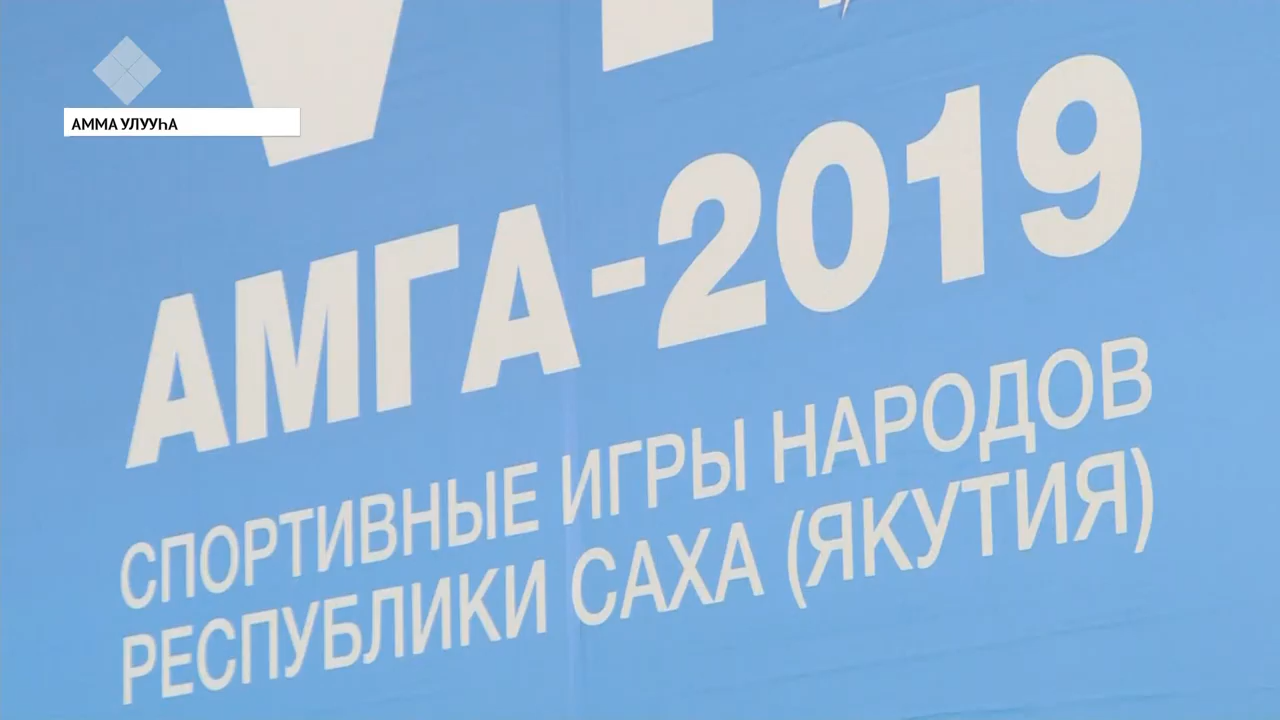 АММА УЛУУҺА
АМГА-2019
СПОРТИВНЫЕ ИГРЫ НАРОДОВ
РЕСПУБЛИКИ САХА (ЯКУТИЯ)